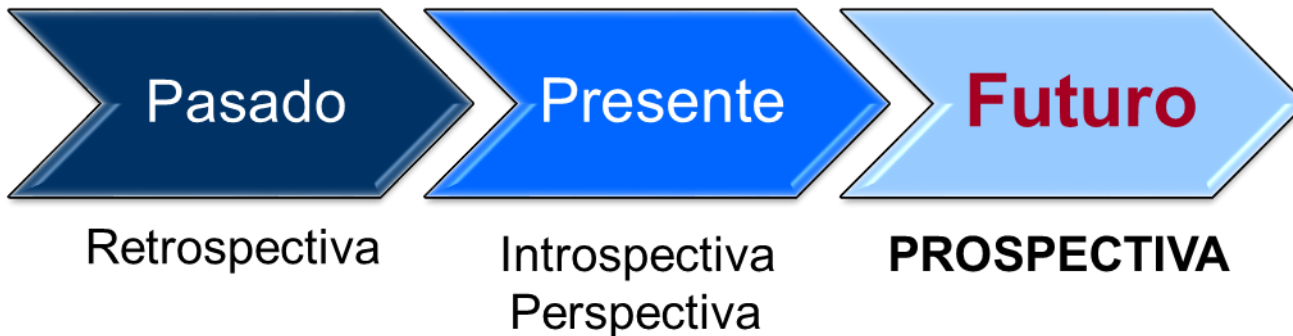 Pasado
Presente
Futuro
Retrospectiva
Introspectiva
Perspectiva
PROSPECTIVA